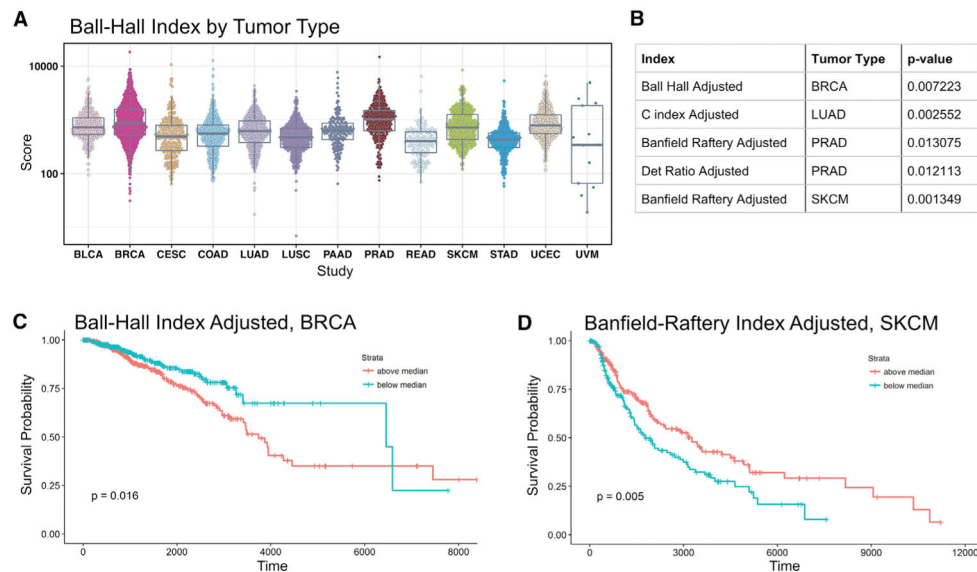 A
Ball-Hall Index by Tumor Type
10000
100
Score
BLCA BRCA CESC COAD LUAD LUSC PAAD PRAD READ SKCM STAD UCEC UVM
Study
B
Index Tumor Type p-value
Ball Hall Adjusted BRCA 0.007223
C index Adjusted LUAD 0.002552
Banfield Raftery Adjusted PRAD 0.013075
Det Ratio Adjusted PRAD 0.012113
Banfield Raftery Adjusted SKCM 0.001349
C
Ball-Hall Index Adjusted, BRCA
1.00
0.75
0.50
0.25
0.00
Survival Probability
Strata
above median
below median
p = 0.016
0 2000 4000 6000 8000
Time
D
Banfield-Raftery Index Adjusted, SKCM
1.00
0.75
0.50
0.25
0.00
Survival Probability
Strata
above median
below median
p = 0.005
0 3000 6000 9000 12000
Time